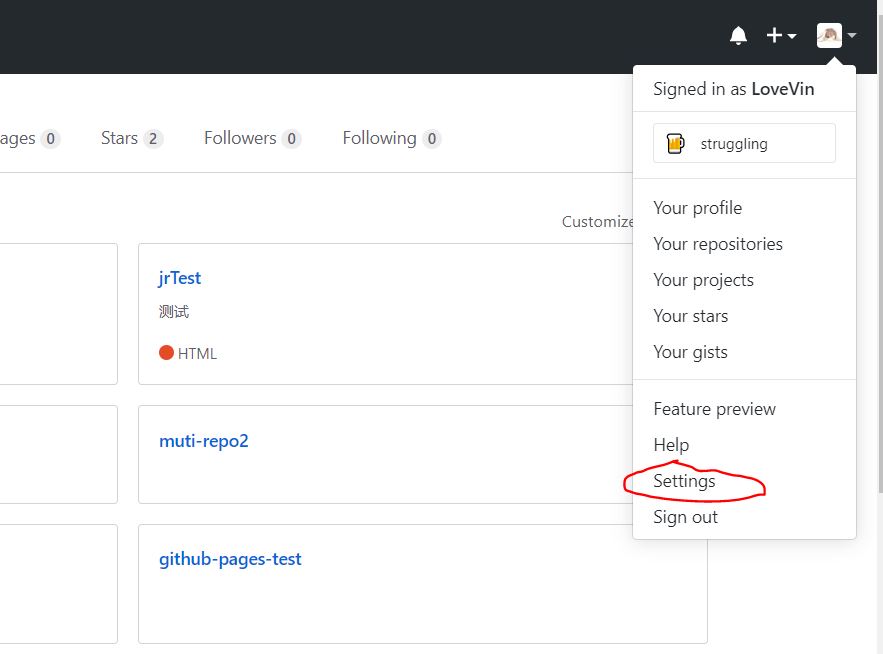 Signed in as LoveVin
struggling
ages 0 Stars 2 Followers 0 Following 0
Your profile
Customize
Your repositories
jrTest
Your projects
测试
Your stars
HTML
Your gists
Feature preview
muti-repo2
Help
Settings
Sign out
github-pages-test